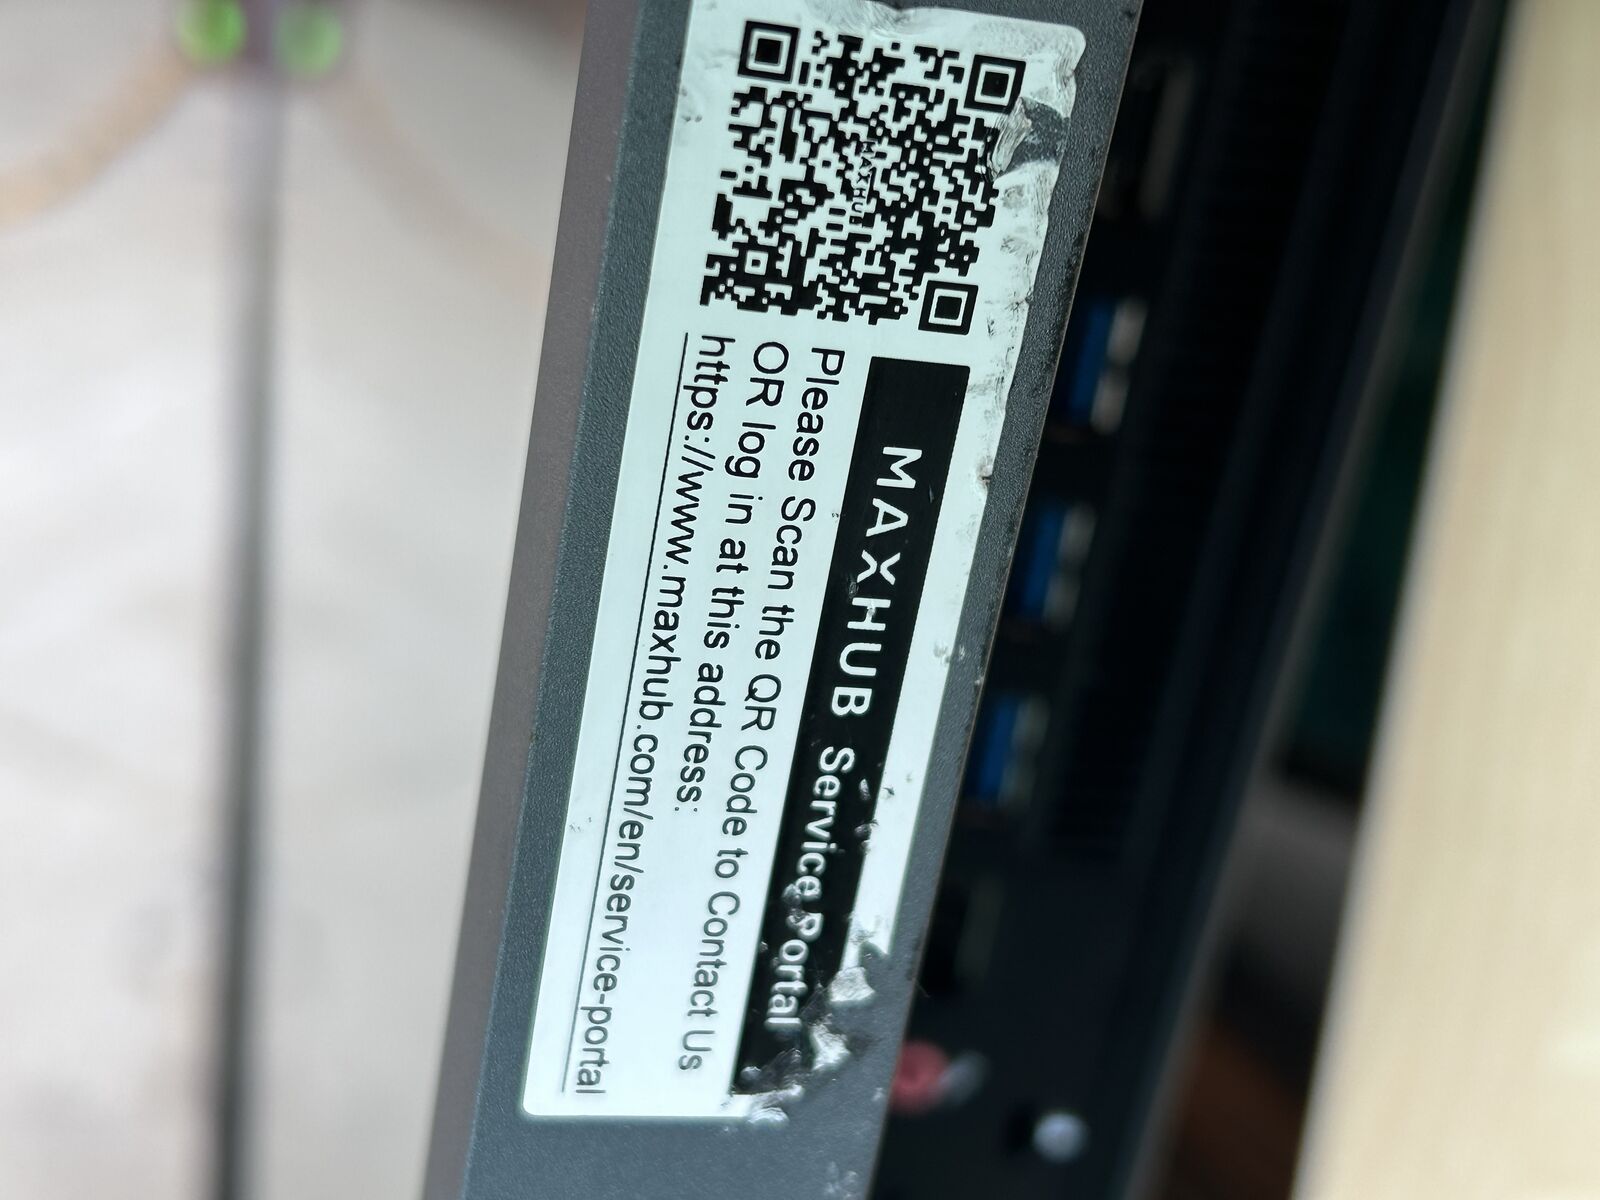 MAXHUB
MAXHUB Service Portal
Please Scan the QR Code to Contact Us
OR log in at this address:
https://www.maxhub.com/en/service-portal